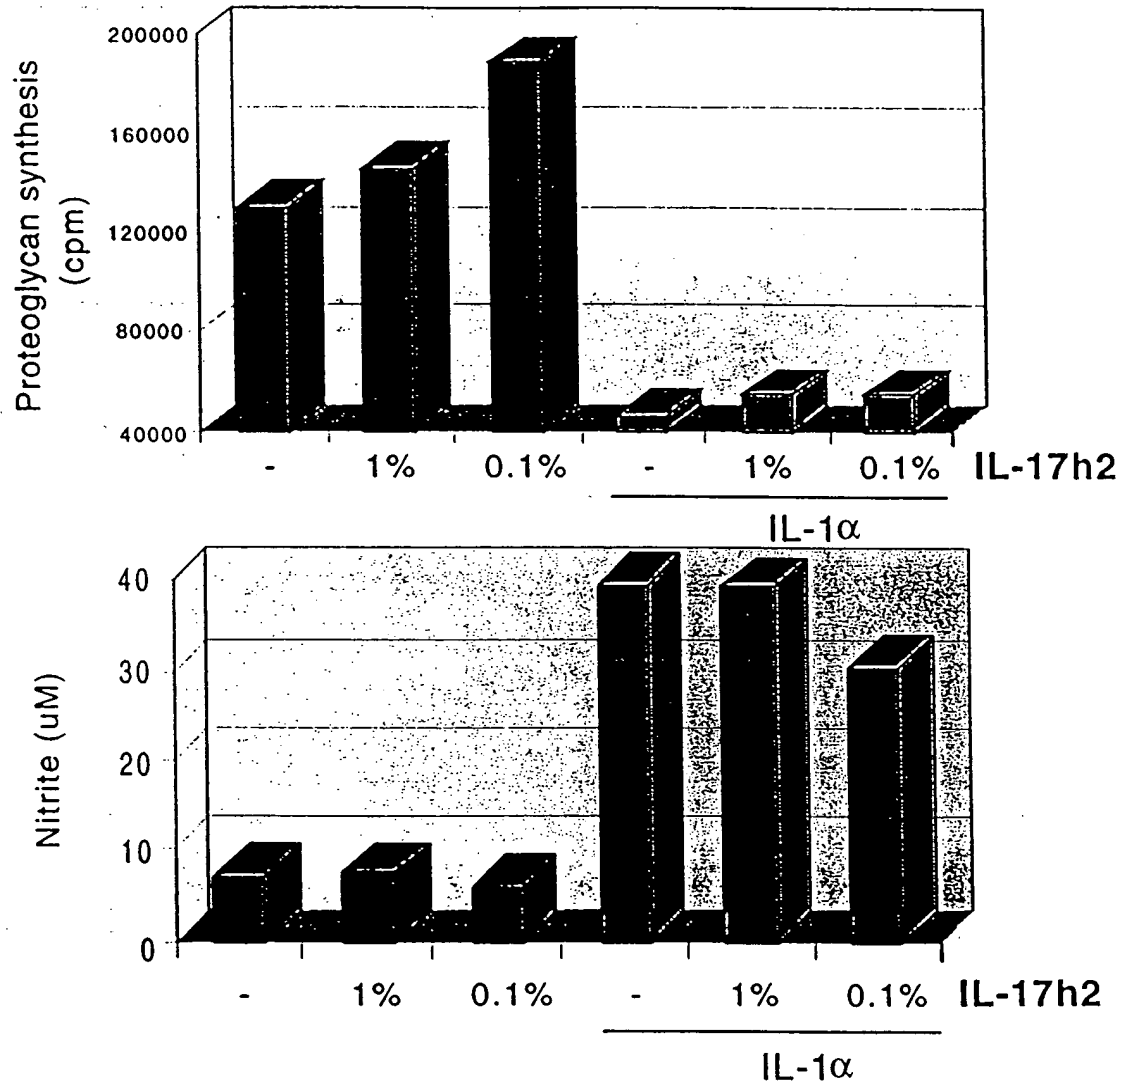 Proteoglycan synthesis
(cpm)
200000
160000
120000
80000
40000
- 1% 0.1% - 1% 0.1% IL-17h2
IL-1α
Nitrite (uM)
40
30
20
10
0
- 1% 0.1% - 1% 0.1% IL-17h2
IL-1α